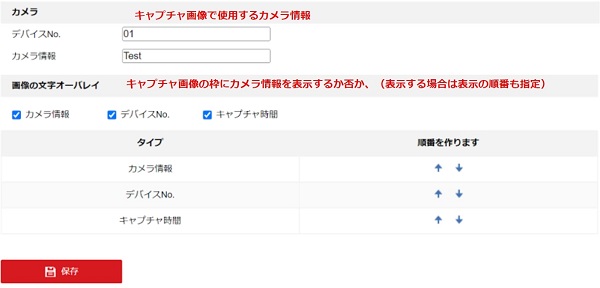 カメラ キャプチャ画像で使用するカメラ情報
デバイスNo. 01
カメラ情報 Test
画像の文字オーバレイ キャプチャ画像の枠にカメラ情報を表示するか否か、（表示する場合は表示の順番も指定）
カメラ情報 デバイスNo. キャプチャ時間
タイプ 順番を作ります
カメラ情報
デバイスNo.
キャプチャ時間
保存